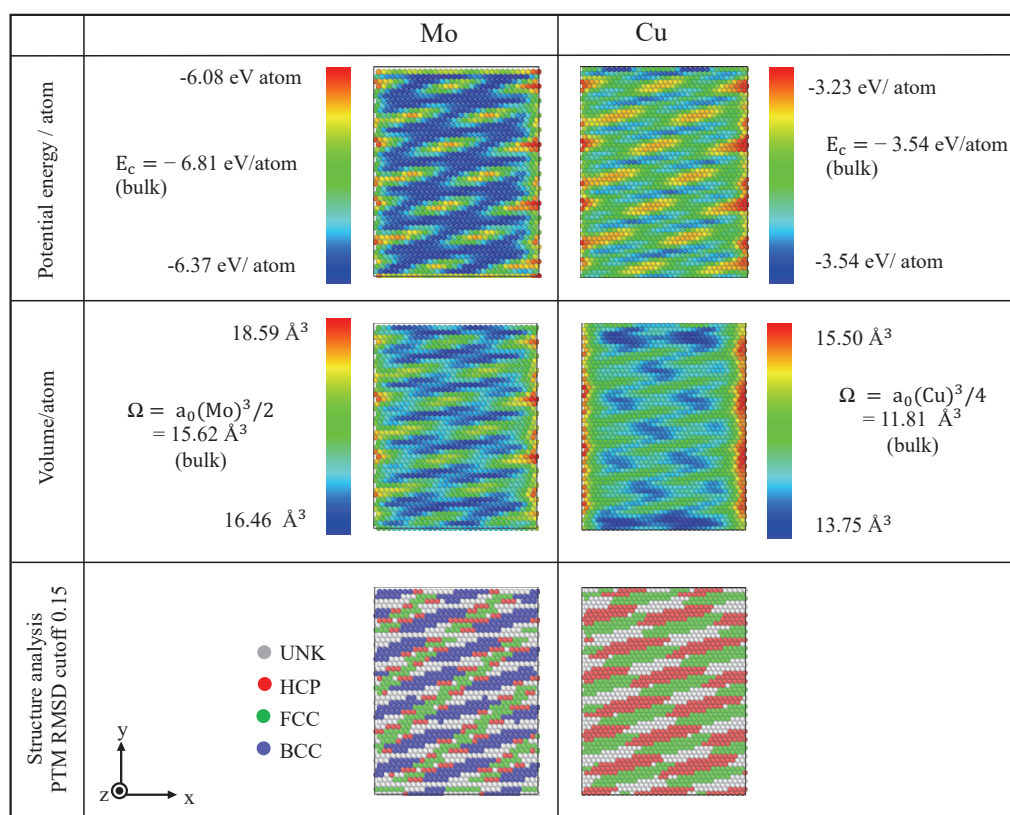 Mo
Cu
Potential energy / atom
-6.08 eV atom
E_c = − 6.81 eV/atom
(bulk)
-6.37 eV/ atom
-3.23 eV/ atom
E_c = − 3.54 eV/atom
(bulk)
-3.54 eV/ atom
Volume/atom
18.59 Å³
Ω = a₀(Mo)³/2
= 15.62 Å³
(bulk)
16.46 Å³
15.50 Å³
Ω = a₀(Cu)³/4
= 11.81 Å³
(bulk)
13.75 Å³
Structure analysis
PTM RMSD cutoff 0.15
UNK
HCP
FCC
BCC
y
z
x